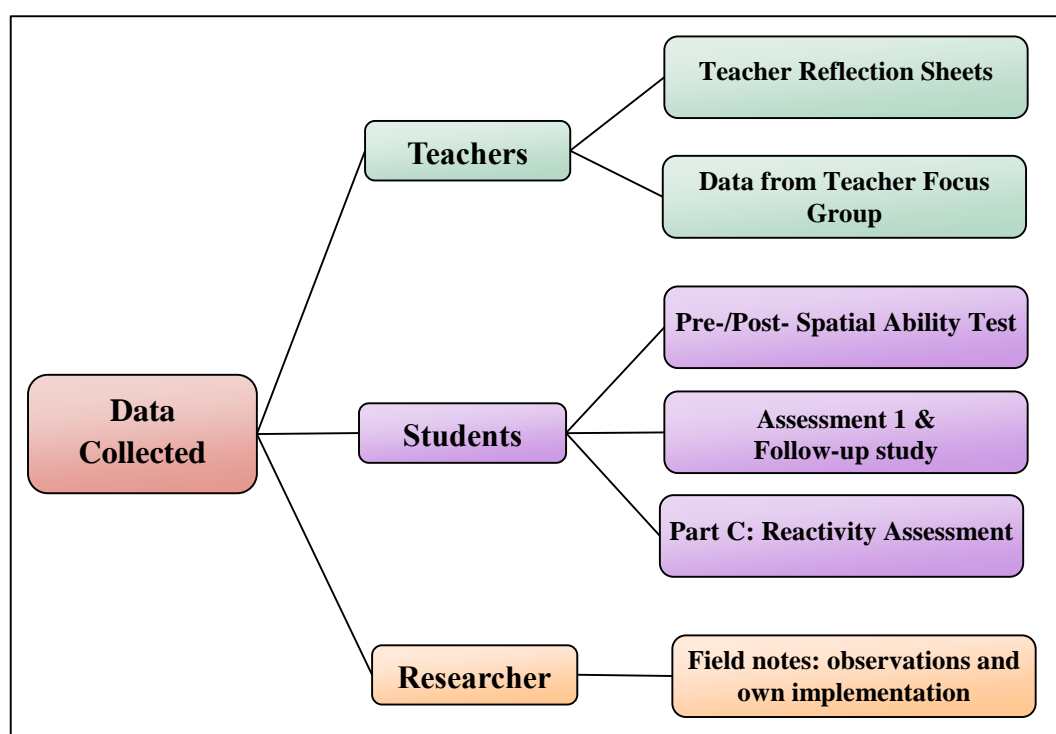 Data
Collected
Teachers
Teacher Reflection Sheets
Data from Teacher Focus
Group
Students
Pre-/Post- Spatial Ability Test
Assessment 1 &
Follow-up study
Part C: Reactivity Assessment
Researcher
Field notes: observations and
own implementation